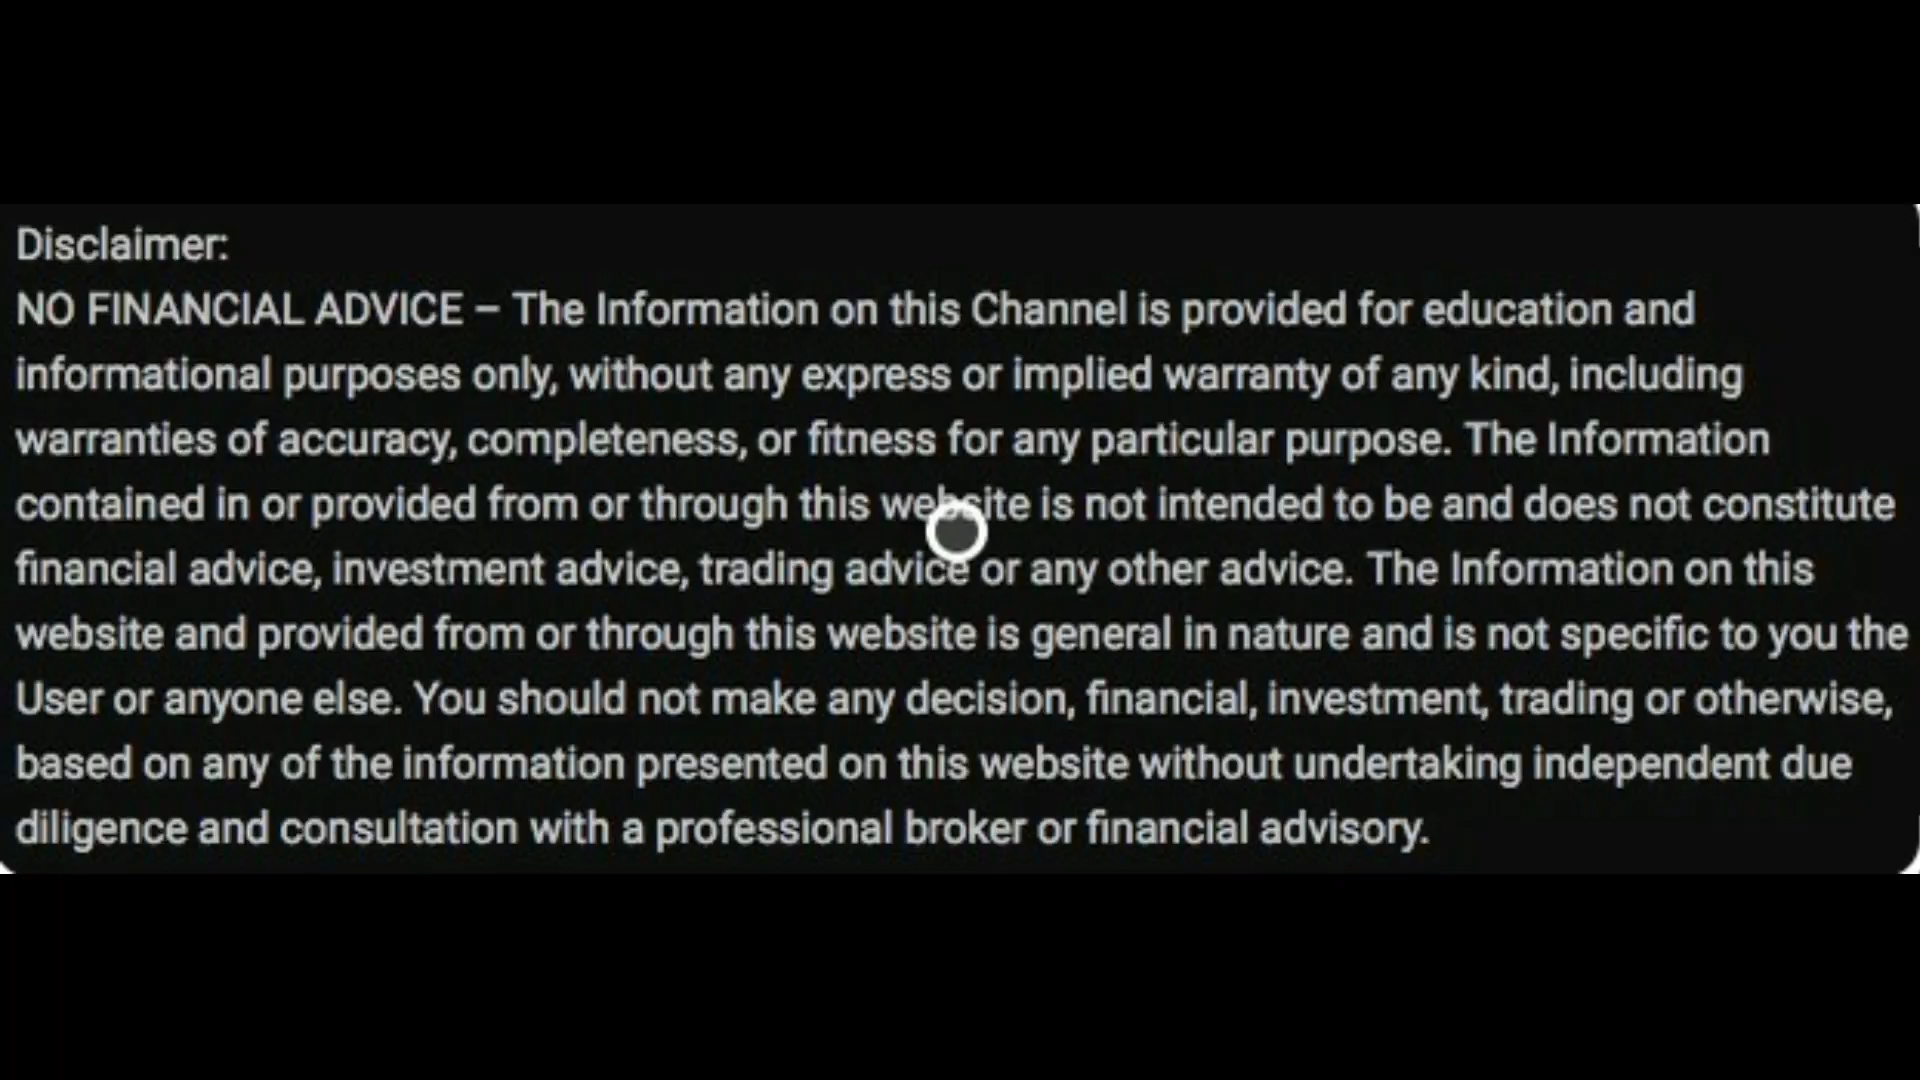 Disclaimer:
NO FINANCIAL ADVICE – The Information on this Channel is provided for education and
informational purposes only, without any express or implied warranty of any kind, including
warranties of accuracy, completeness, or fitness for any particular purpose. The Information
contained in or provided from or through this website is not intended to be and does not constitute
financial advice, investment advice, trading advice or any other advice. The Information on this
website and provided from or through this website is general in nature and is not specific to you the
User or anyone else. You should not make any decision, financial, investment, trading or otherwise,
based on any of the information presented on this website without undertaking independent due
diligence and consultation with a professional broker or financial advisory.